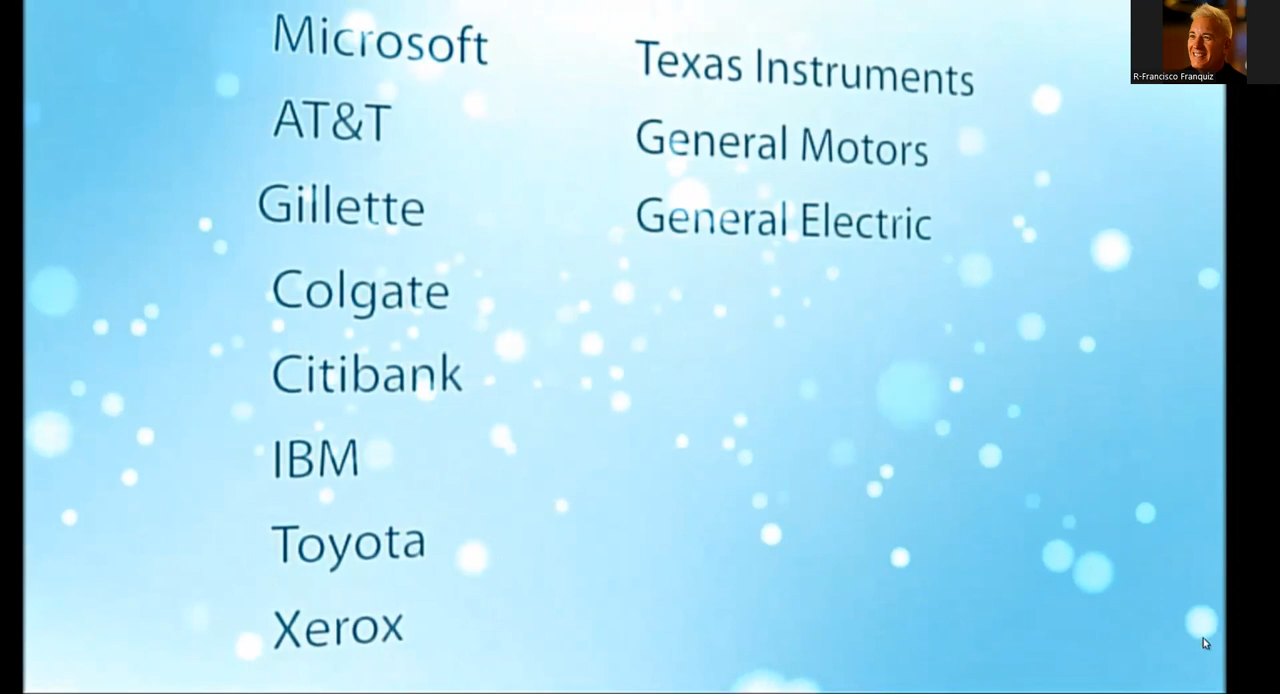 Microsoft
AT&T
Gillette
Colgate
Citibank
IBM
Toyota
Xerox
Texas Instruments
General Motors
General Electric
R-Francisco Franquiz